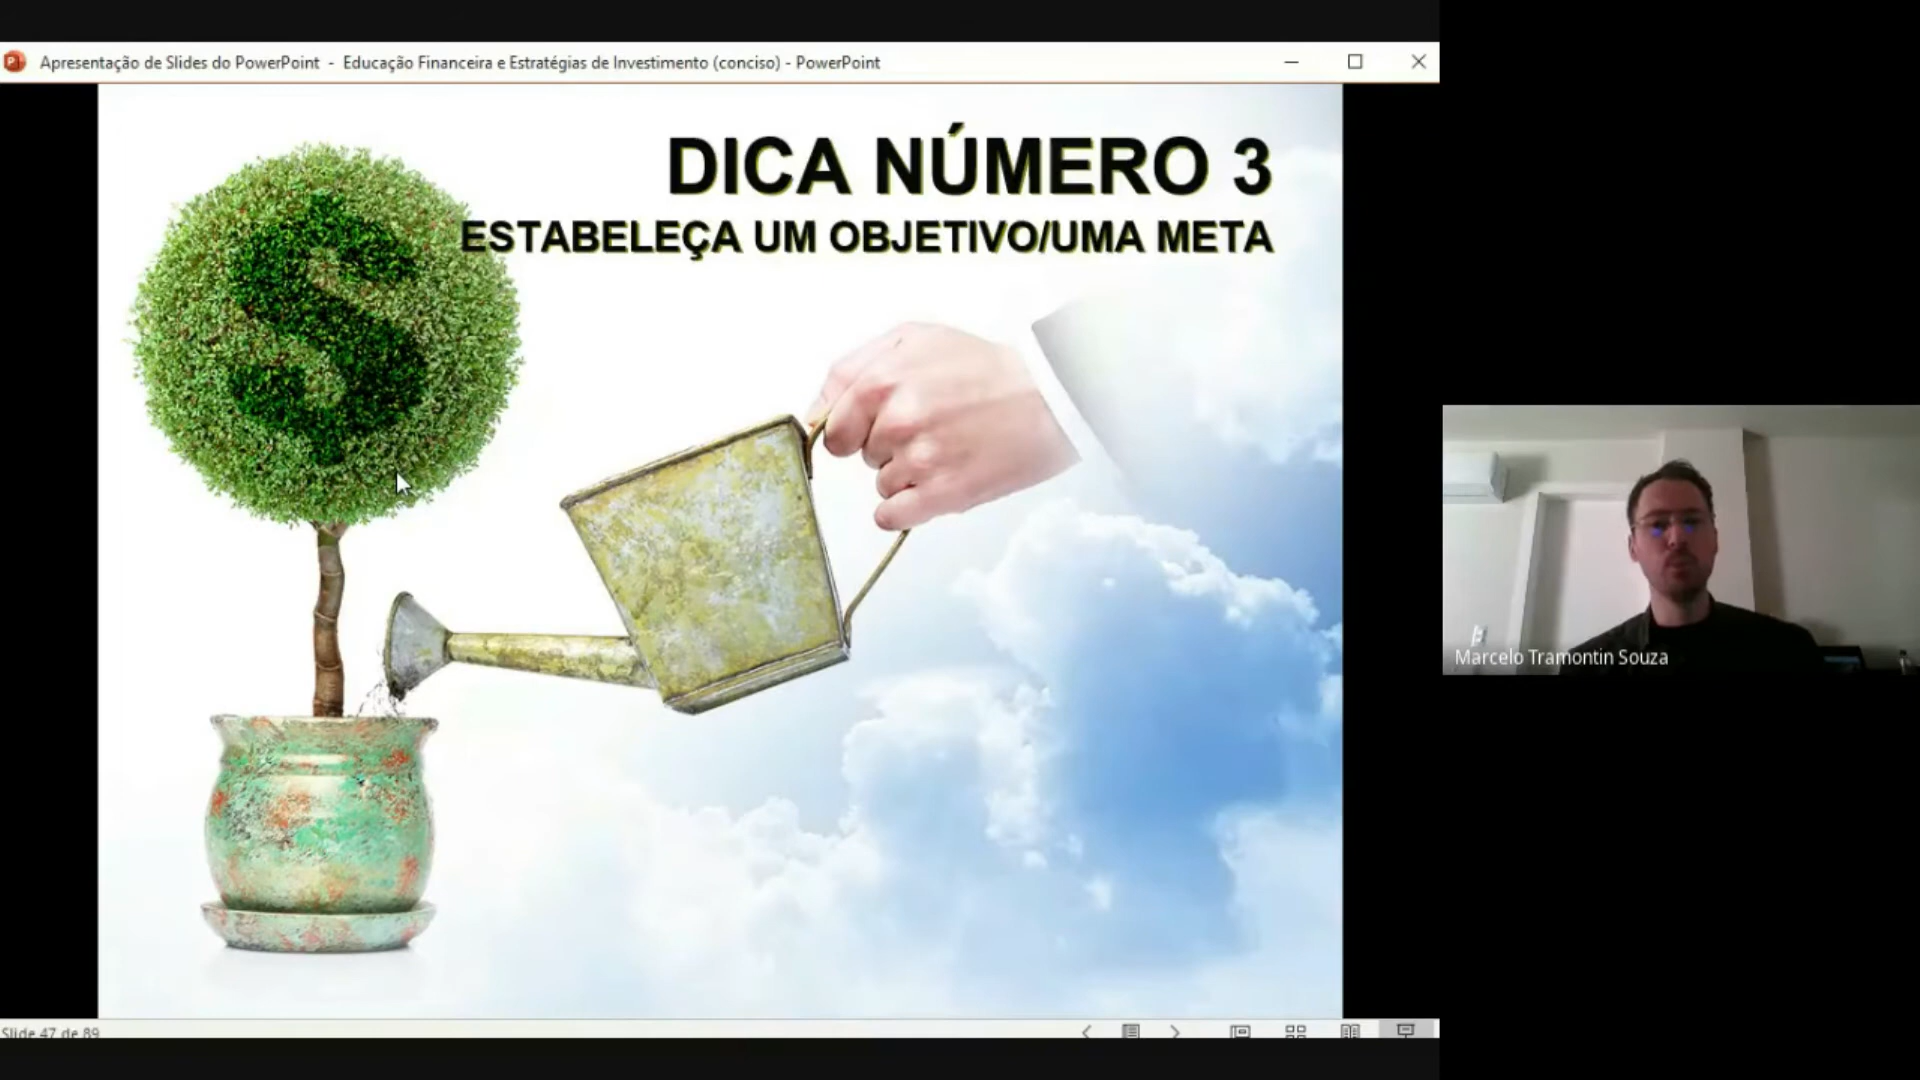 Apresentação de Slides do PowerPoint - Educação Financeira e Estratégias de Investimento (conciso) - PowerPoint
DICA NÚMERO 3
ESTABELEÇA UM OBJETIVO/UMA META
Marcelo Tramontin Souza
Slide 47 de 89